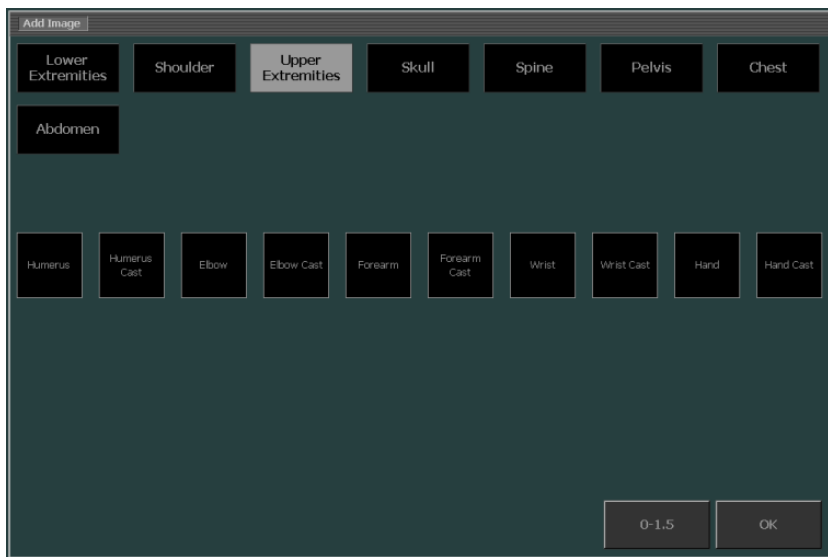 Add Image
Lower
Extremities
Shoulder
Upper
Extremities
Skull
Spine
Pelvis
Chest
Abdomen
Humerus
Humerus
Cast
Elbow
Elbow Cast
Forearm
Forearm
Cast
Wrist
Wrist Cast
Hand
Hand Cast
0-1.5
OK